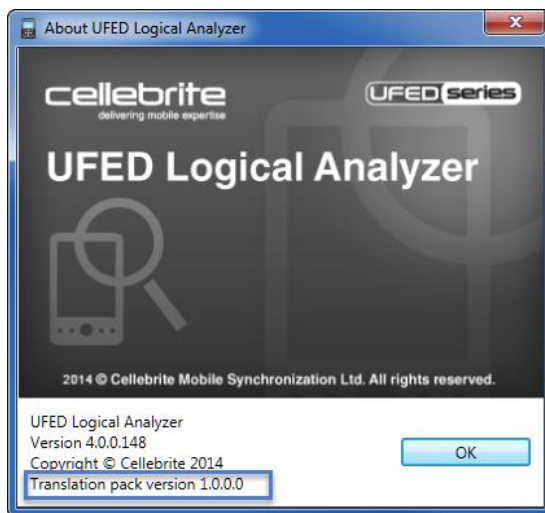 About UFED Logical Analyzer
cellebrite
delivering mobile expertise
UFED series
UFED Logical Analyzer
2014 © Cellebrite Mobile Synchronization Ltd. All rights reserved.
UFED Logical Analyzer
Version 4.0.0.148
Copyright © Cellebrite 2014
Translation pack version 1.0.0.0
OK